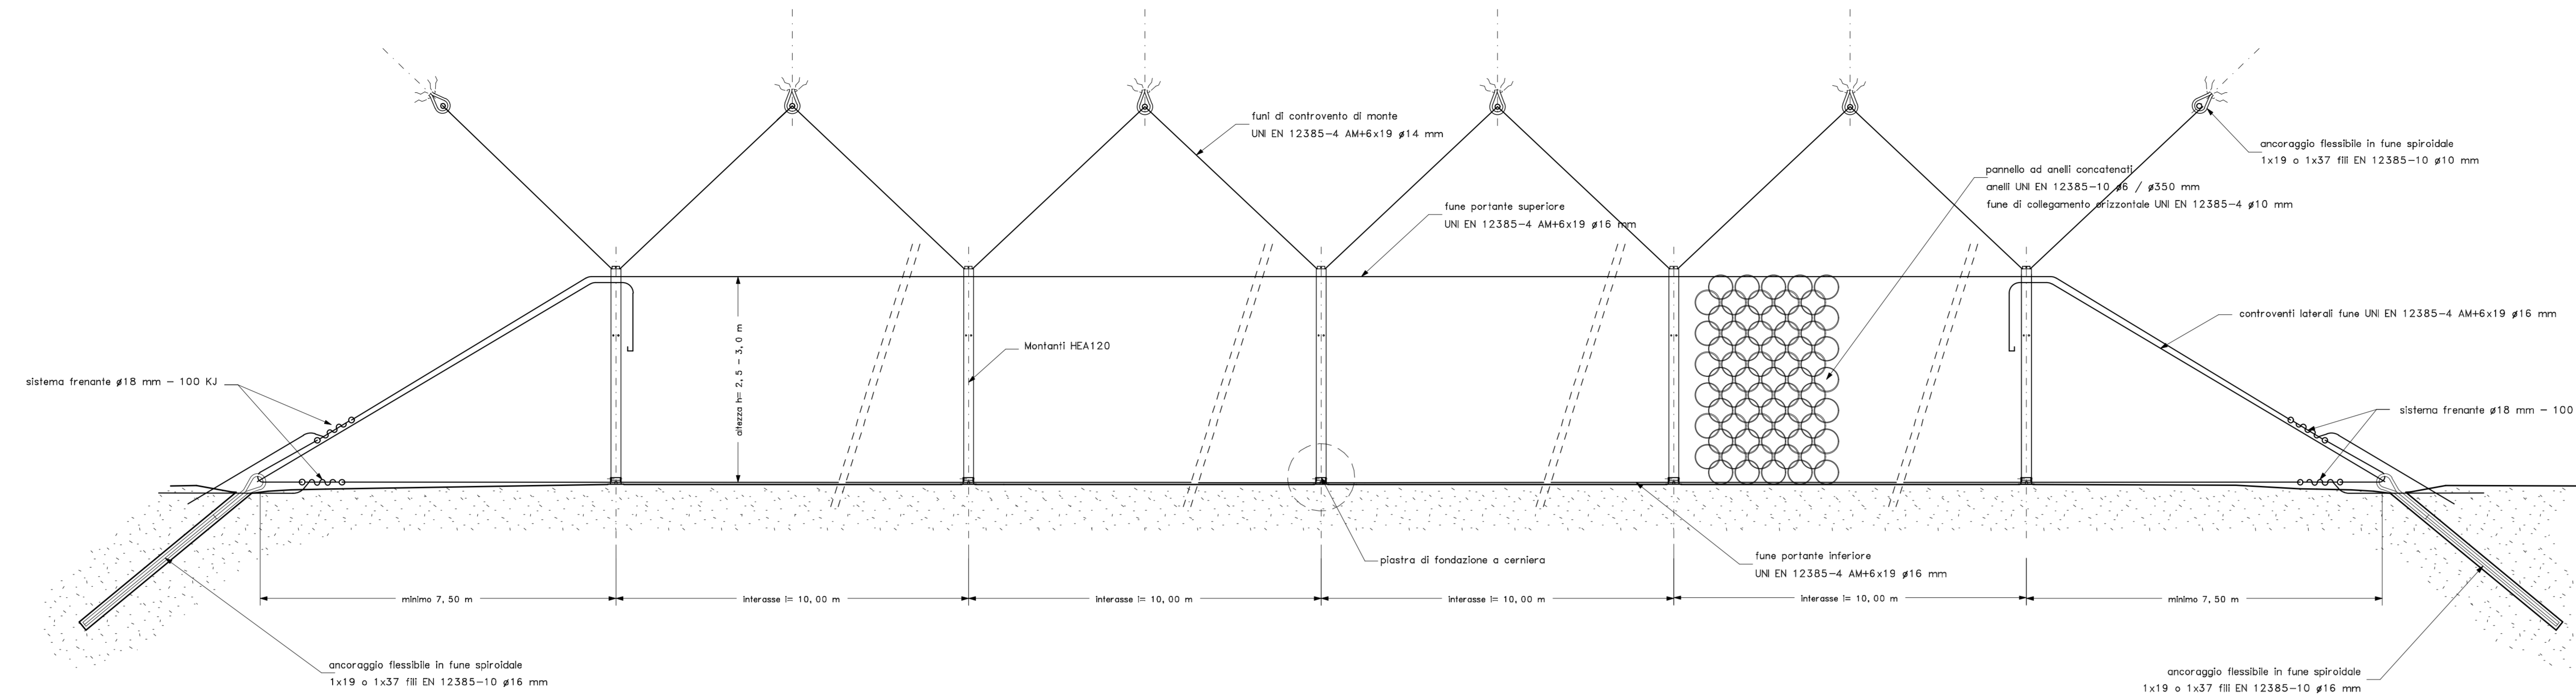 funi di controvento di monte
UNI EN 12385-4 AM+6x19 ø14 mm
ancoraggio flessibile in fune spiroidale
1x19 o 1x37 fili EN 12385-10 ø10 mm
pannello ad anelli concatenati
anelli UNI EN 12385-10 ø6 / ø350 mm
fune di collegamento orizzontale UNI EN 12385-4 ø10 mm
fune portante superiore
UNI EN 12385-4 AM+6x19 ø16 mm
controventi laterali fune UNI EN 12385-4 AM+6x19 ø16 mm
Montanti HEA120
altezza h= 2,5 - 3,0 m
sistema frenante ø18 mm - 100 KJ
sistema frenante ø18 mm - 100
piastra di fondazione a cerniera
fune portante inferiore
UNI EN 12385-4 AM+6x19 ø16 mm
minimo 7,50 m
interasse i= 10,00 m
interasse i= 10,00 m
interasse i= 10,00 m
interasse i= 10,00 m
minimo 7,50 m
ancoraggio flessibile in fune spiroidale
1x19 o 1x37 fili EN 12385-10 ø16 mm
ancoraggio flessibile in fune spiroidale
1x19 o 1x37 fili EN 12385-10 ø16 mm